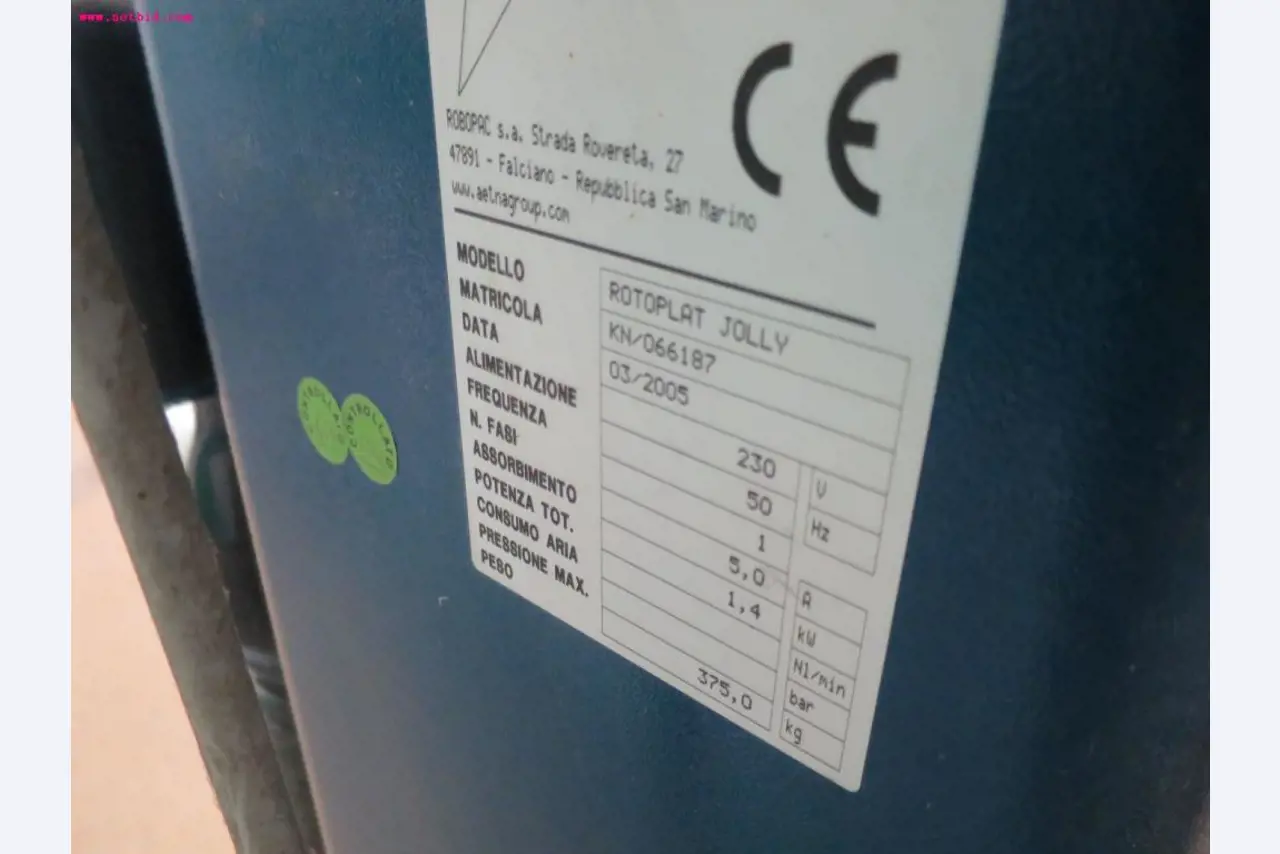 www.netbid.com
ROBOPAC s.a. Strada Rovereta, 27
47891 - Falciano - Repubblica San Marino
www.aetnagroup.com
CE
MODELLO ROTOPLAT JOLLY
MATRICOLA KN/066187
DATA 03/2005
ALIMENTAZIONE 230 V
FREQUENZA 50 Hz
N. FASI 1
ASSORBIMENTO 5,0 A
POTENZA TOT. 1,4 kW
CONSUMO ARIA Nl/min
PRESSIONE MAX. bar
PESO 375,0 kg
CONTROLLATO
CONTROLLATO